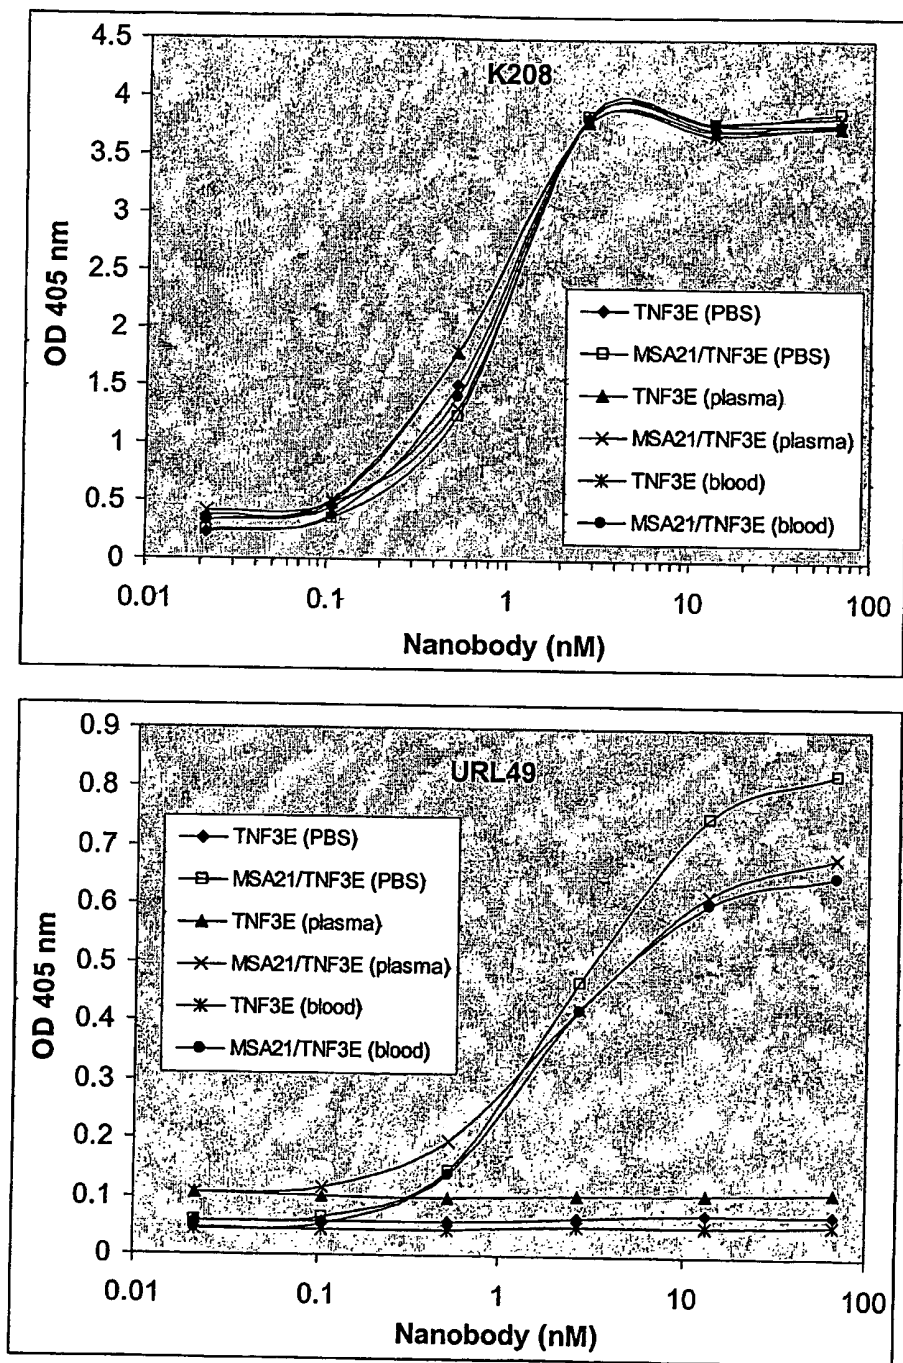 K208
4.5
4
3.5
3
2.5
2
1.5
1
0.5
0
OD 405 nm
TNF3E (PBS)
MSA21/TNF3E (PBS)
TNF3E (plasma)
MSA21/TNF3E (plasma)
TNF3E (blood)
MSA21/TNF3E (blood)
0.01 0.1 1 10 100
Nanobody (nM)
URL49
0.9
0.8
0.7
0.6
0.5
0.4
0.3
0.2
0.1
0
OD 405 nm
TNF3E (PBS)
MSA21/TNF3E (PBS)
TNF3E (plasma)
MSA21/TNF3E (plasma)
TNF3E (blood)
MSA21/TNF3E (blood)
0.01 0.1 1 10 100
Nanobody (nM)